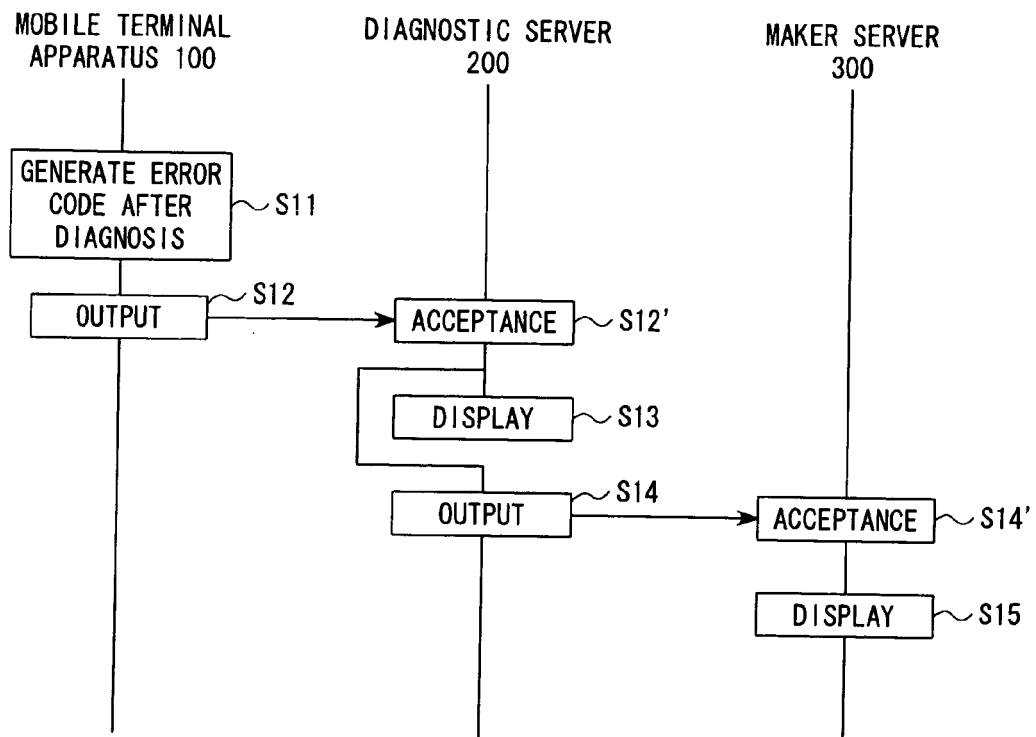 MOBILE TERMINAL
APPARATUS 100
DIAGNOSTIC SERVER
200
MAKER SERVER
300
GENERATE ERROR
CODE AFTER
DIAGNOSIS
S11
OUTPUT
S12
ACCEPTANCE
S12'
DISPLAY
S13
OUTPUT
S14
ACCEPTANCE
S14'
DISPLAY
S15